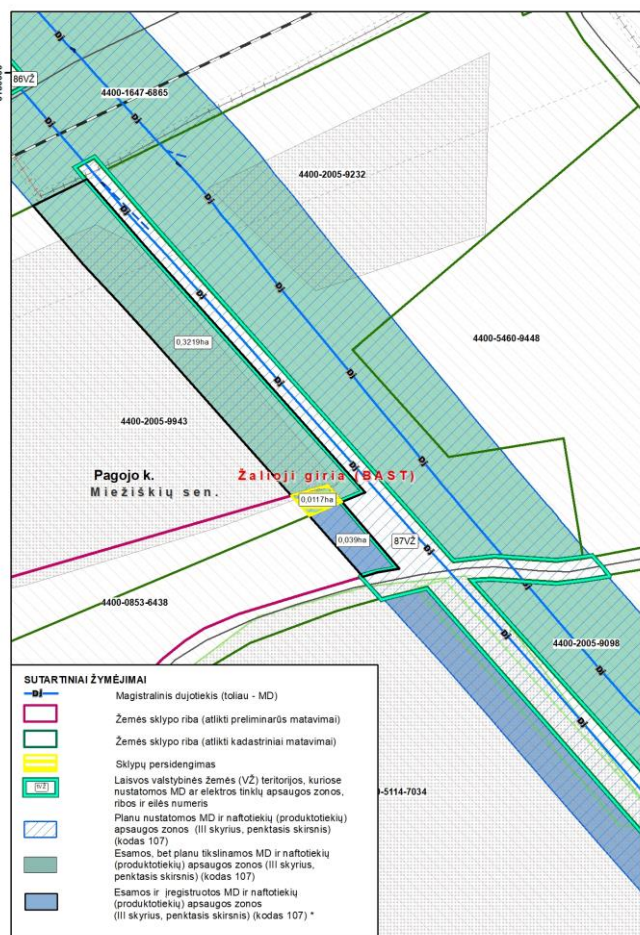 86VŽ
4400-1647-6865
4400-2005-9232
Dj
0,3219ha
4400-5460-9448
4400-2005-9943
Pagojo k.
Miežiškių sen.
Žalioji giria (BAST)
0,0117ha
0,039ha
87VŽ
4400-0853-6438
4400-2005-9098
-5114-7034
SUTARTINIAI ŽYMĖJIMAI
Dj Magistralinis dujotiekis (toliau - MD)
Žemės sklypo riba (atlikti preliminarūs matavimai)
Žemės sklypo riba (atlikti kadastriniai matavimai)
Sklypų persidengimas
Laisvos valstybinės žemės (VŽ) teritorijos, kuriose
nustatomos MD ar elektros tinklų apsaugos zonos,
ribos ir eilės numeris
Planu nustatomos MD ir naftotiekių (produktotiekių)
apsaugos zonos (III skyrius, penktasis skirsnis)
(kodas 107)
Esamos, bet planu tikslinamos MD ir naftotiekių
(produktotiekių) apsaugos zonos (III skyrius,
penktasis skirsnis) (kodas 107)
Esamos ir įregistruotos MD ir naftotiekių
(produktotiekių) apsaugos zonos
(III skyrius, penktasis skirsnis) (kodas 107) *